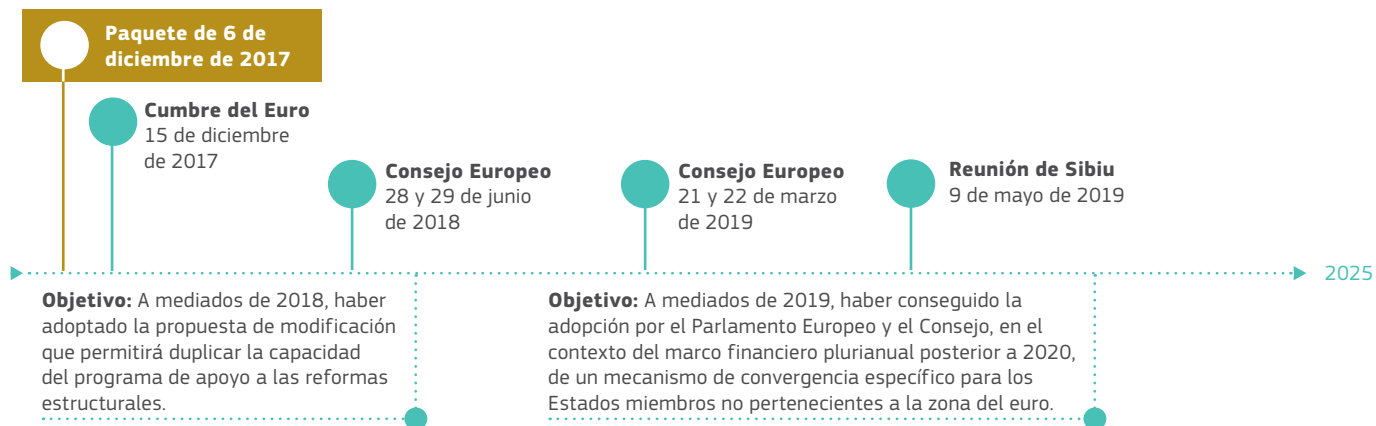 Paquete de 6 de
diciembre de 2017
Cumbre del Euro
15 de diciembre
de 2017
Consejo Europeo
28 y 29 de junio
de 2018
Consejo Europeo
21 y 22 de marzo
de 2019
Reunión de Sibiu
9 de mayo de 2019
2025
Objetivo: A mediados de 2018, haber
adoptado la propuesta de modificación
que permitirá duplicar la capacidad
del programa de apoyo a las reformas
estructurales.
Objetivo: A mediados de 2019, haber conseguido la
adopción por el Parlamento Europeo y el Consejo, en el
contexto del marco financiero plurianual posterior a 2020,
de un mecanismo de convergencia específico para los
Estados miembros no pertenecientes a la zona del euro.